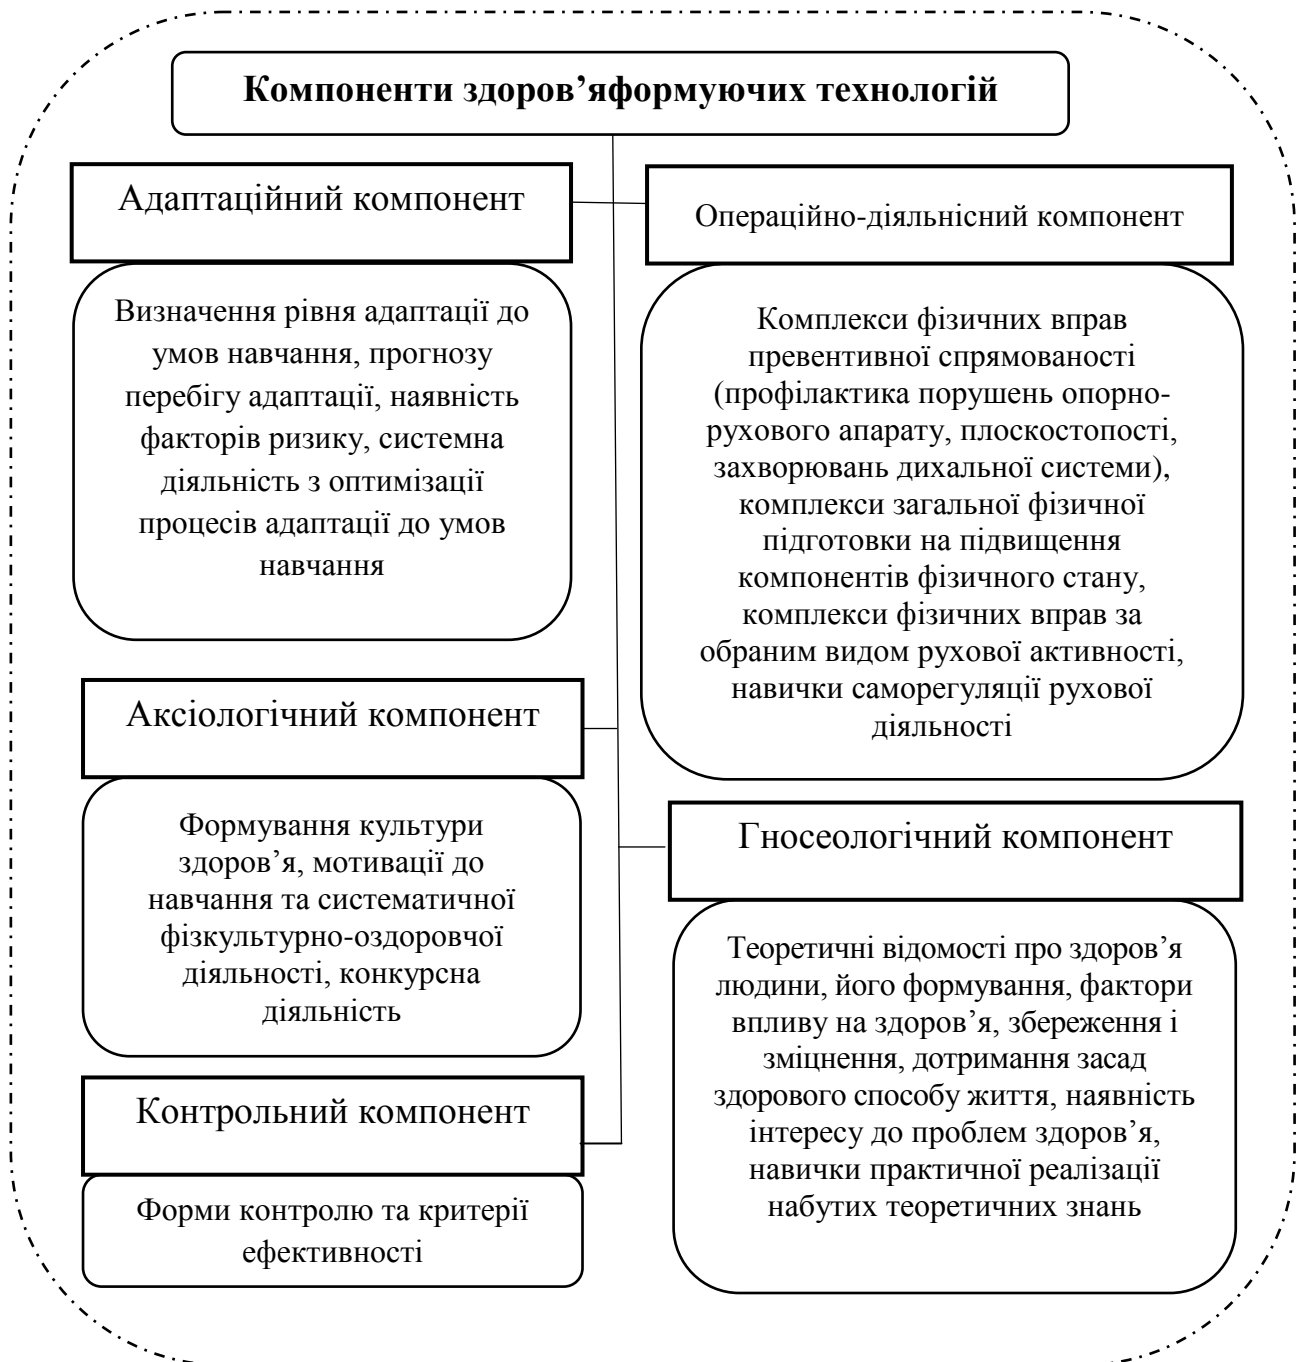 Компоненти здоров’яформуючих технологій
Адаптаційний компонент
Визначення рівня адаптації до
умов навчання, прогнозу
перебігу адаптації, наявність
факторів ризику, системна
діяльність з оптимізації
процесів адаптації до умов
навчання
Операційно-діяльнісний компонент
Комплекси фізичних вправ
превентивної спрямованості
(профілактика порушень опорно-
рухового апарату, плоскостопості,
захворювань дихальної системи),
комплекси загальної фізичної
підготовки на підвищення
компонентів фізичного стану,
комплекси фізичних вправ за
обраним видом рухової активності,
навички саморегуляції рухової
діяльності
Аксіологічний компонент
Формування культури
здоров’я, мотивації до
навчання та систематичної
фізкультурно-оздоровчої
діяльності, конкурсна
діяльність
Гносеологічний компонент
Теоретичні відомості про здоров’я
людини, його формування, фактори
впливу на здоров’я, збереження і
зміцнення, дотримання засад
здорового способу життя, наявність
інтересу до проблем здоров’я,
навички практичної реалізації
набутих теоретичних знань
Контрольний компонент
Форми контролю та критерії
ефективності